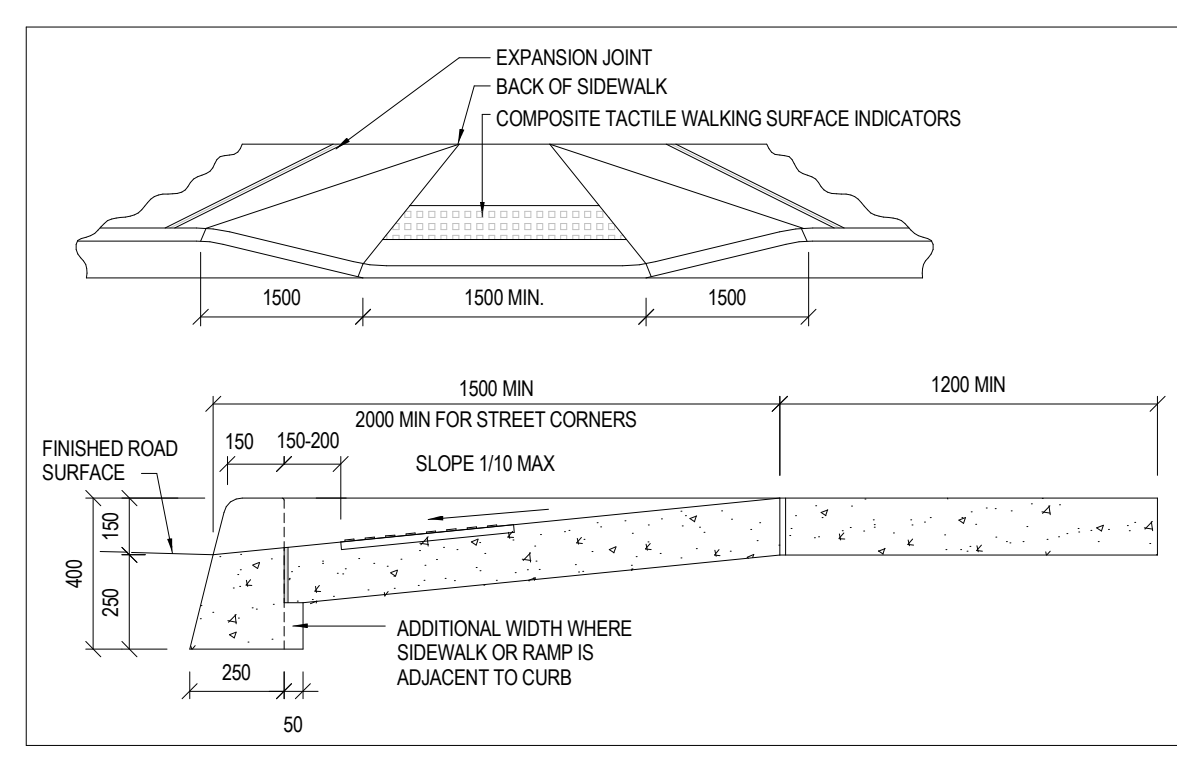 EXPANSION JOINT
BACK OF SIDEWALK
COMPOSITE TACTILE WALKING SURFACE INDICATORS
1500
1500 MIN.
1500
1500 MIN
1200 MIN
2000 MIN FOR STREET CORNERS
150
150-200
FINISHED ROAD
SURFACE
SLOPE 1/10 MAX
150
400
250
ADDITIONAL WIDTH WHERE
SIDEWALK OR RAMP IS
ADJACENT TO CURB
250
50